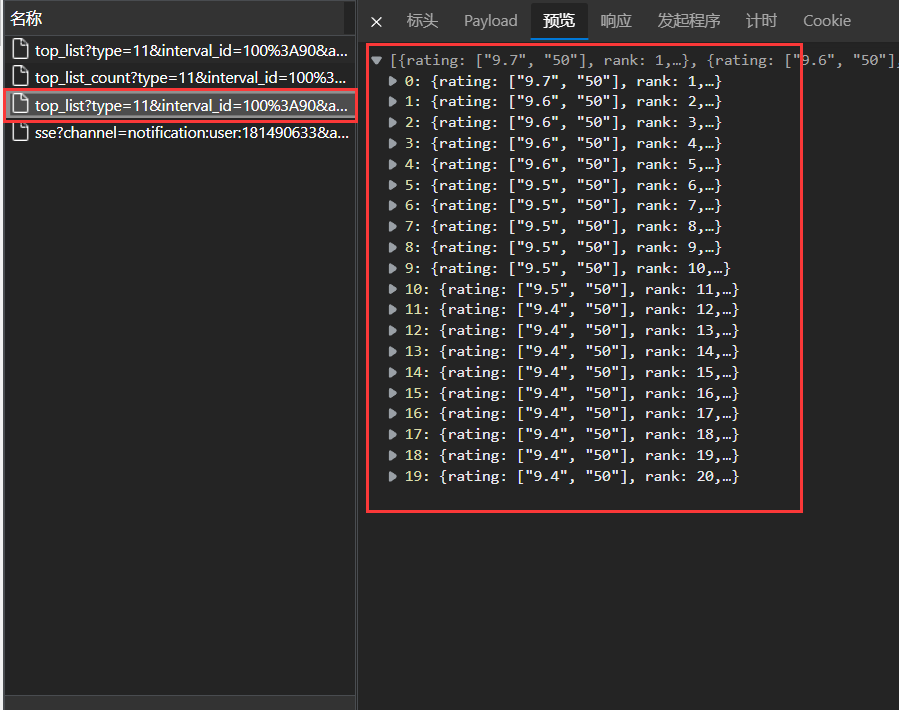 名称
top_list?type=11&interval_id=100%3A90&a...
top_list_count?type=11&interval_id=100%3...
top_list?type=11&interval_id=100%3A90&a...
sse?channel=notification:user:181490633&a...
× 标头 Payload 预览 响应 发起程序 计时 Cookie
▼ [{rating: ["9.7", "50"], rank: 1,…}, {rating: ["9.6", "50"],
▶ 0: {rating: ["9.7", "50"], rank: 1,…}
▶ 1: {rating: ["9.6", "50"], rank: 2,…}
▶ 2: {rating: ["9.6", "50"], rank: 3,…}
▶ 3: {rating: ["9.6", "50"], rank: 4,…}
▶ 4: {rating: ["9.6", "50"], rank: 5,…}
▶ 5: {rating: ["9.5", "50"], rank: 6,…}
▶ 6: {rating: ["9.5", "50"], rank: 7,…}
▶ 7: {rating: ["9.5", "50"], rank: 8,…}
▶ 8: {rating: ["9.5", "50"], rank: 9,…}
▶ 9: {rating: ["9.5", "50"], rank: 10,…}
▶ 10: {rating: ["9.5", "50"], rank: 11,…}
▶ 11: {rating: ["9.4", "50"], rank: 12,…}
▶ 12: {rating: ["9.4", "50"], rank: 13,…}
▶ 13: {rating: ["9.4", "50"], rank: 14,…}
▶ 14: {rating: ["9.4", "50"], rank: 15,…}
▶ 15: {rating: ["9.4", "50"], rank: 16,…}
▶ 16: {rating: ["9.4", "50"], rank: 17,…}
▶ 17: {rating: ["9.4", "50"], rank: 18,…}
▶ 18: {rating: ["9.4", "50"], rank: 19,…}
▶ 19: {rating: ["9.4", "50"], rank: 20,…}